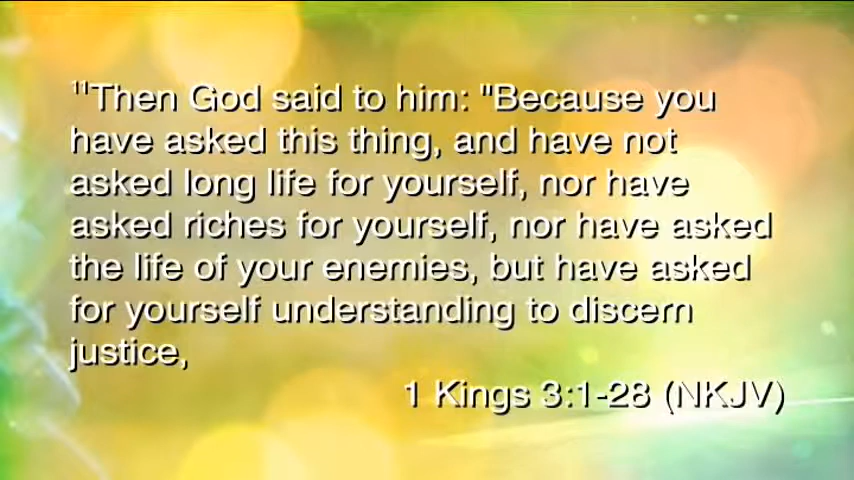 ¹¹Then God said to him: "Because you
have asked this thing, and have not
asked long life for yourself, nor have
asked riches for yourself, nor have asked
the life of your enemies, but have asked
for yourself understanding to discern
justice,
1 Kings 3:1-28 (NKJV)